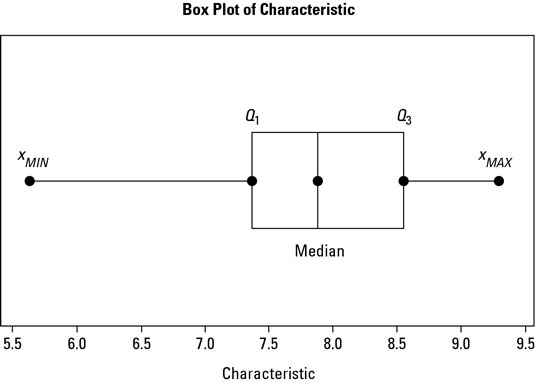 Box Plot of Characteristic
Q1 Q3
xMIN xMAX
Median
5.5 6.0 6.5 7.0 7.5 8.0 8.5 9.0 9.5
Characteristic